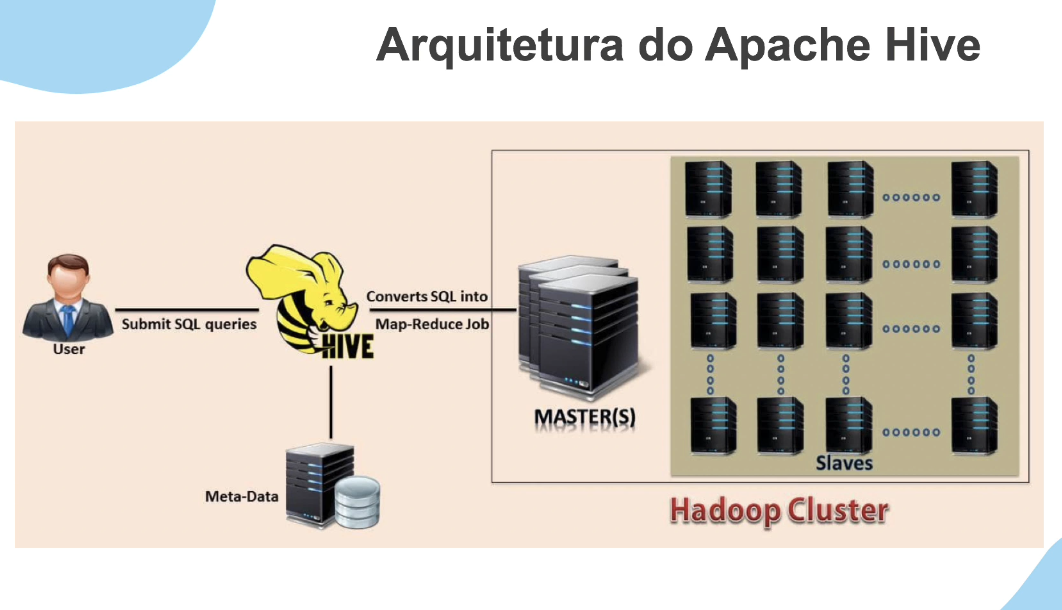 Arquitetura do Apache Hive
User
Submit SQL queries
HIVE
Converts SQL into
Map-Reduce Job
Meta-Data
MASTER(S)
Slaves
Hadoop Cluster